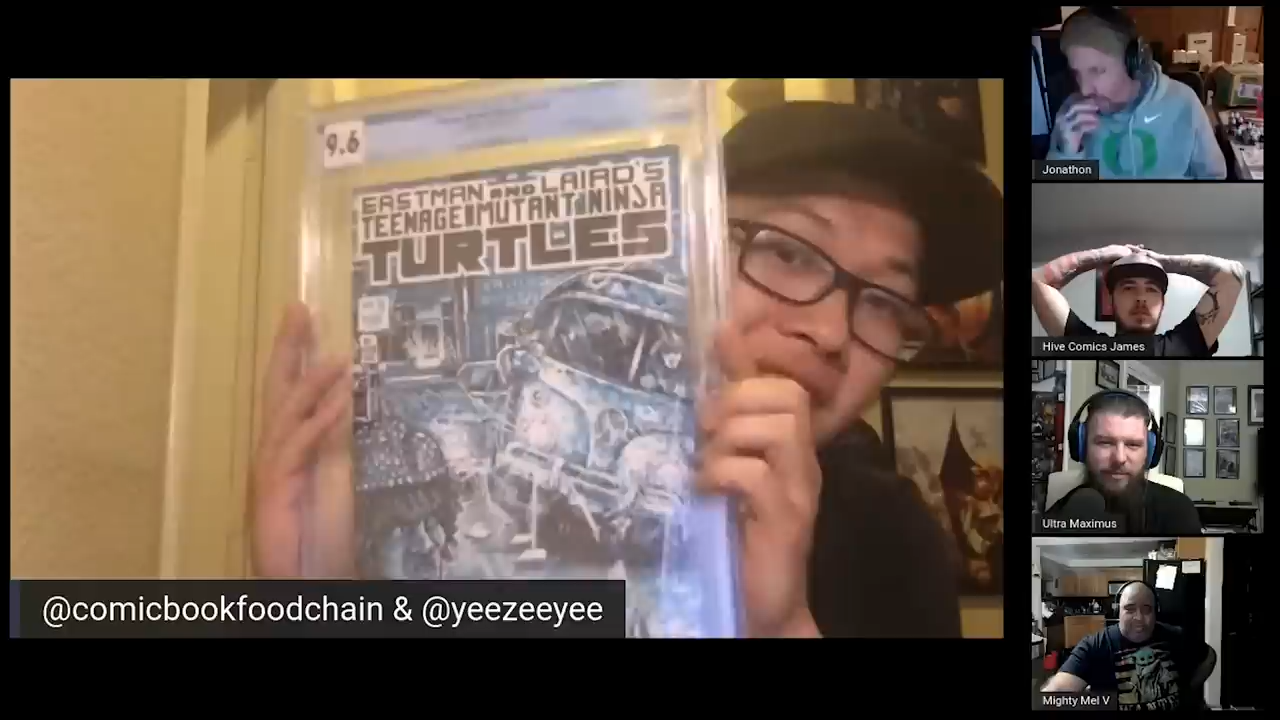 9.6
EASTMAN AND LAIRD'S
TEENAGE MUTANT NINJA
TURTLES
@comicbookfoodchain & @yeezeeyee
Jonathon
Hive Comics James
Ultra Maximus
Mighty Mel V